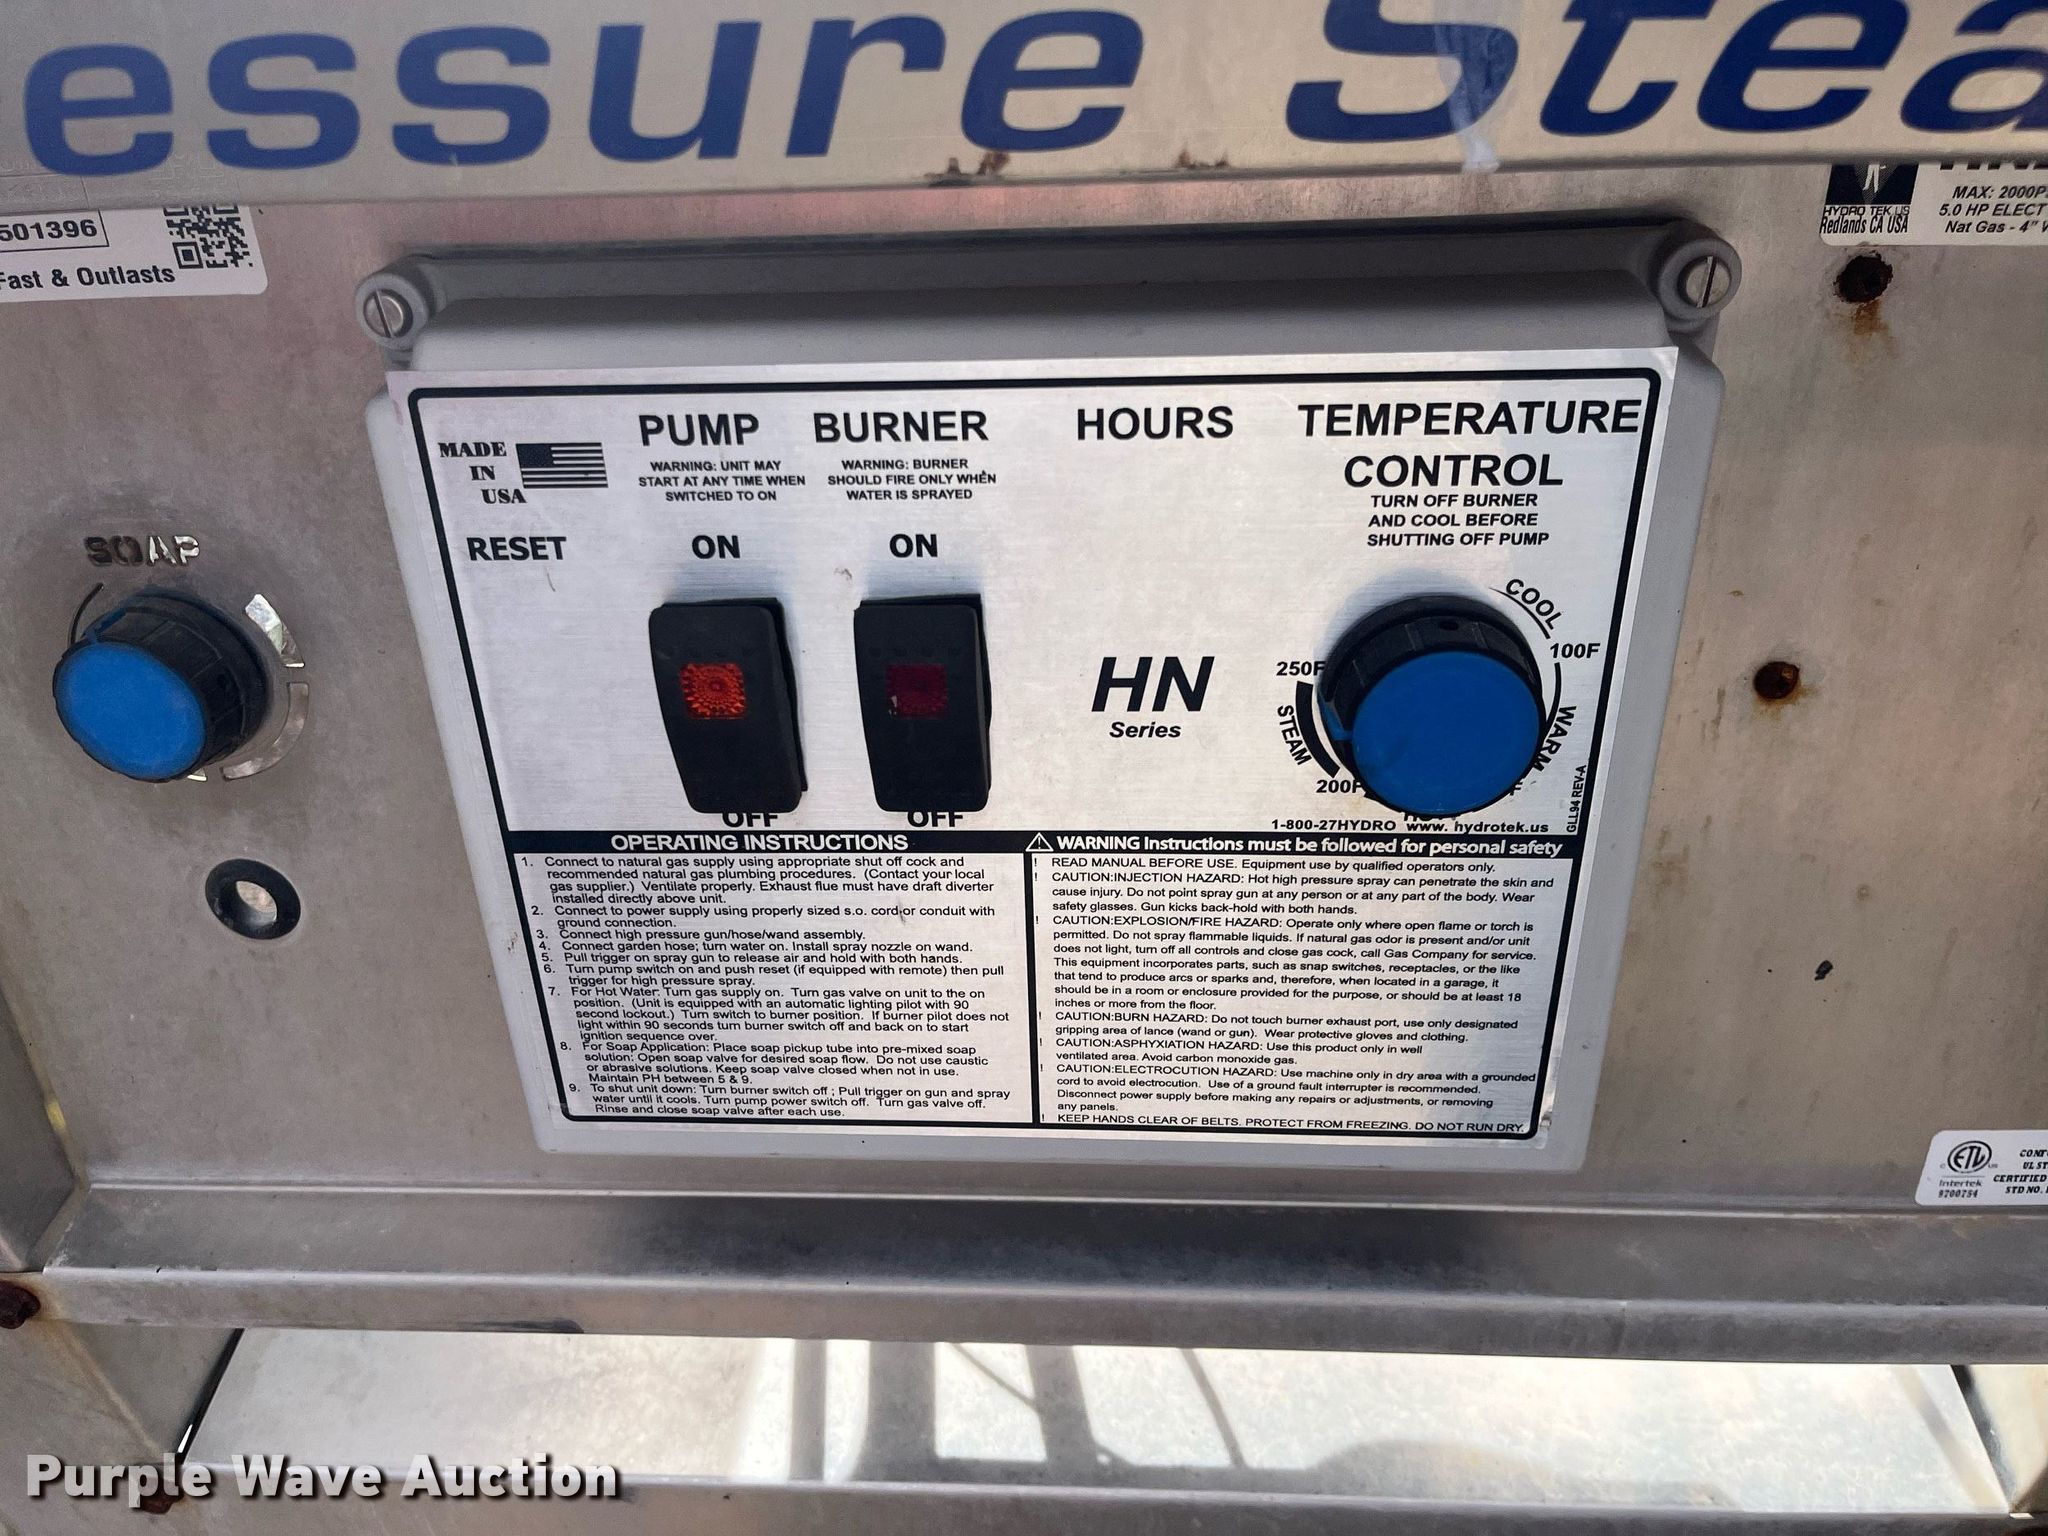 essure Stea
501396
Fast & Outlasts
HYDRO TEK US
Redlands CA USA
MAX: 2000P
5.0 HP ELECT
Nat Gas - 4" V
MADE
IN
USA
PUMP
WARNING: UNIT MAY
START AT ANY TIME WHEN
SWITCHED TO ON
BURNER
WARNING: BURNER
SHOULD FIRE ONLY WHEN
WATER IS SPRAYED
HOURS
TEMPERATURE
CONTROL
TURN OFF BURNER
AND COOL BEFORE
SHUTTING OFF PUMP
RESET
ON
ON
SOAP
COOL
100F
WARM
250F
STEAM
200F
HN
Series
OFF
OFF
1-800-27HYDRO www. hydrotek.us
GLL94 REV-A
OPERATING INSTRUCTIONS
1. Connect to natural gas supply using appropriate shut off cock and
recommended natural gas plumbing procedures. (Contact your local
gas supplier.) Ventilate properly. Exhaust flue must have draft diverter
installed directly above unit.
2. Connect to power supply using properly sized s.o. cord or conduit with
ground connection.
3. Connect high pressure gun/hose/wand assembly.
4. Connect garden hose; turn water on. Install spray nozzle on wand.
5. Pull trigger on spray gun to release air and hold with both hands.
6. Turn pump switch on and push reset (if equipped with remote) then pull
trigger for high pressure spray.
7. For Hot Water: Turn gas supply on. Turn gas valve on unit to the on
position. (Unit is equipped with an automatic lighting pilot with 90
second lockout.) Turn switch to burner position. If burner pilot does not
light within 90 seconds turn burner switch off and back on to start
ignition sequence over.
8. For Soap Application: Place soap pickup tube into pre-mixed soap
solution: Open soap valve for desired soap flow. Do not use caustic
or abrasive solutions. Keep soap valve closed when not in use.
Maintain PH between 5 & 9.
9. To shut unit down: Turn burner switch off ; Pull trigger on gun and spray
water until it cools. Turn pump power switch off. Turn gas valve off.
Rinse and close soap valve after each use.
WARNING Instructions must be followed for personal safety
! READ MANUAL BEFORE USE. Equipment use by qualified operators only.
! CAUTION:INJECTION HAZARD: Hot high pressure spray can penetrate the skin and
cause injury. Do not point spray gun at any person or at any part of the body. Wear
safety glasses. Gun kicks back-hold with both hands.
! CAUTION:EXPLOSION/FIRE HAZARD: Operate only where open flame or torch is
permitted. Do not spray flammable liquids. If natural gas odor is present and/or unit
does not light, turn off all controls and close gas cock, call Gas Company for service.
This equipment incorporates parts, such as snap switches, receptacles, or the like
that tend to produce arcs or sparks and, therefore, when located in a garage, it
should be in a room or enclosure provided for the purpose, or should be at least 18
inches or more from the floor.
! CAUTION:BURN HAZARD: Do not touch burner exhaust port, use only designated
gripping area of lance (wand or gun). Wear protective gloves and clothing.
! CAUTION:ASPHYXIATION HAZARD: Use this product only in well
ventilated area. Avoid carbon monoxide gas.
! CAUTION:ELECTROCUTION HAZARD: Use machine only in dry area with a grounded
cord to avoid electrocution. Use of a ground fault interrupter is recommended.
Disconnect power supply before making any repairs or adjustments, or removing
any panels.
! KEEP HANDS CLEAR OF BELTS. PROTECT FROM FREEZING. DO NOT RUN DRY.
ETL
Intertek
9700754
CONF
UL ST
CERTIFIED
STD NO.
Purple Wave Auction